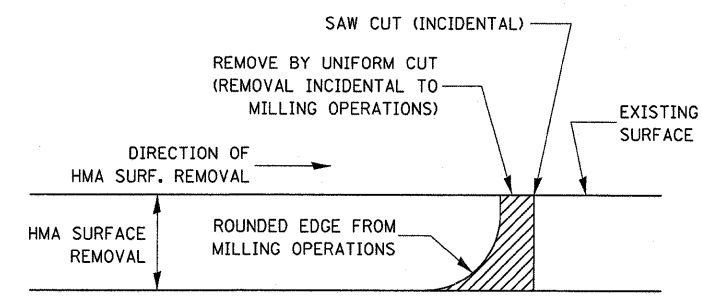 SAW CUT (INCIDENTAL)
REMOVE BY UNIFORM CUT
(REMOVAL INCIDENTAL TO
MILLING OPERATIONS)
EXISTING
SURFACE
DIRECTION OF
HMA SURF. REMOVAL
HMA SURFACE
REMOVAL
ROUNDED EDGE FROM
MILLING OPERATIONS